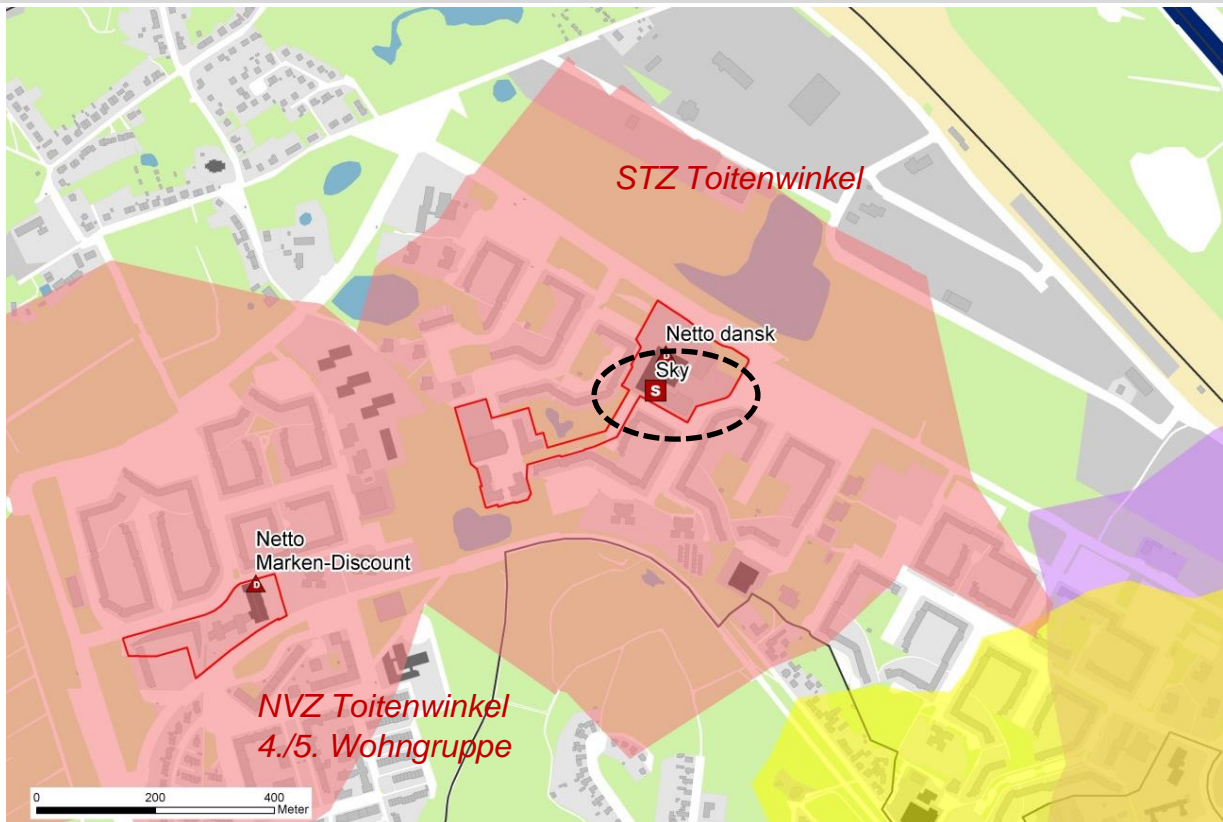 STZ Toitenwinkel
Netto dansk
D
Sky
S
Netto
Marken-Discount
D
NVZ Toitenwinkel
4./5. Wohngruppe
0 200 400
Meter